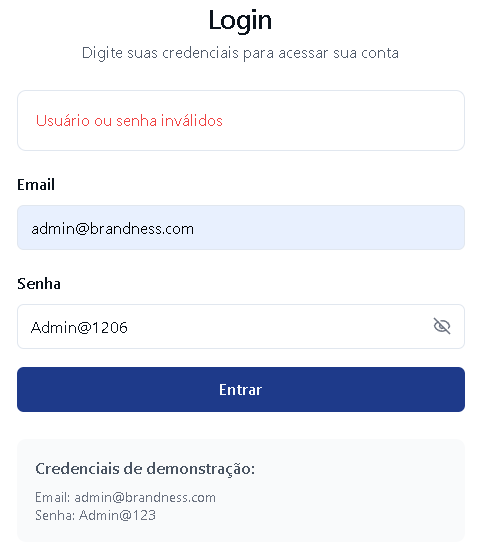 Login
Digite suas credenciais para acessar sua conta
Usuário ou senha inválidos
Email
admin@brandness.com
Senha
Admin@1206
Entrar
Credenciais de demonstração:
Email: admin@brandness.com
Senha: Admin@123